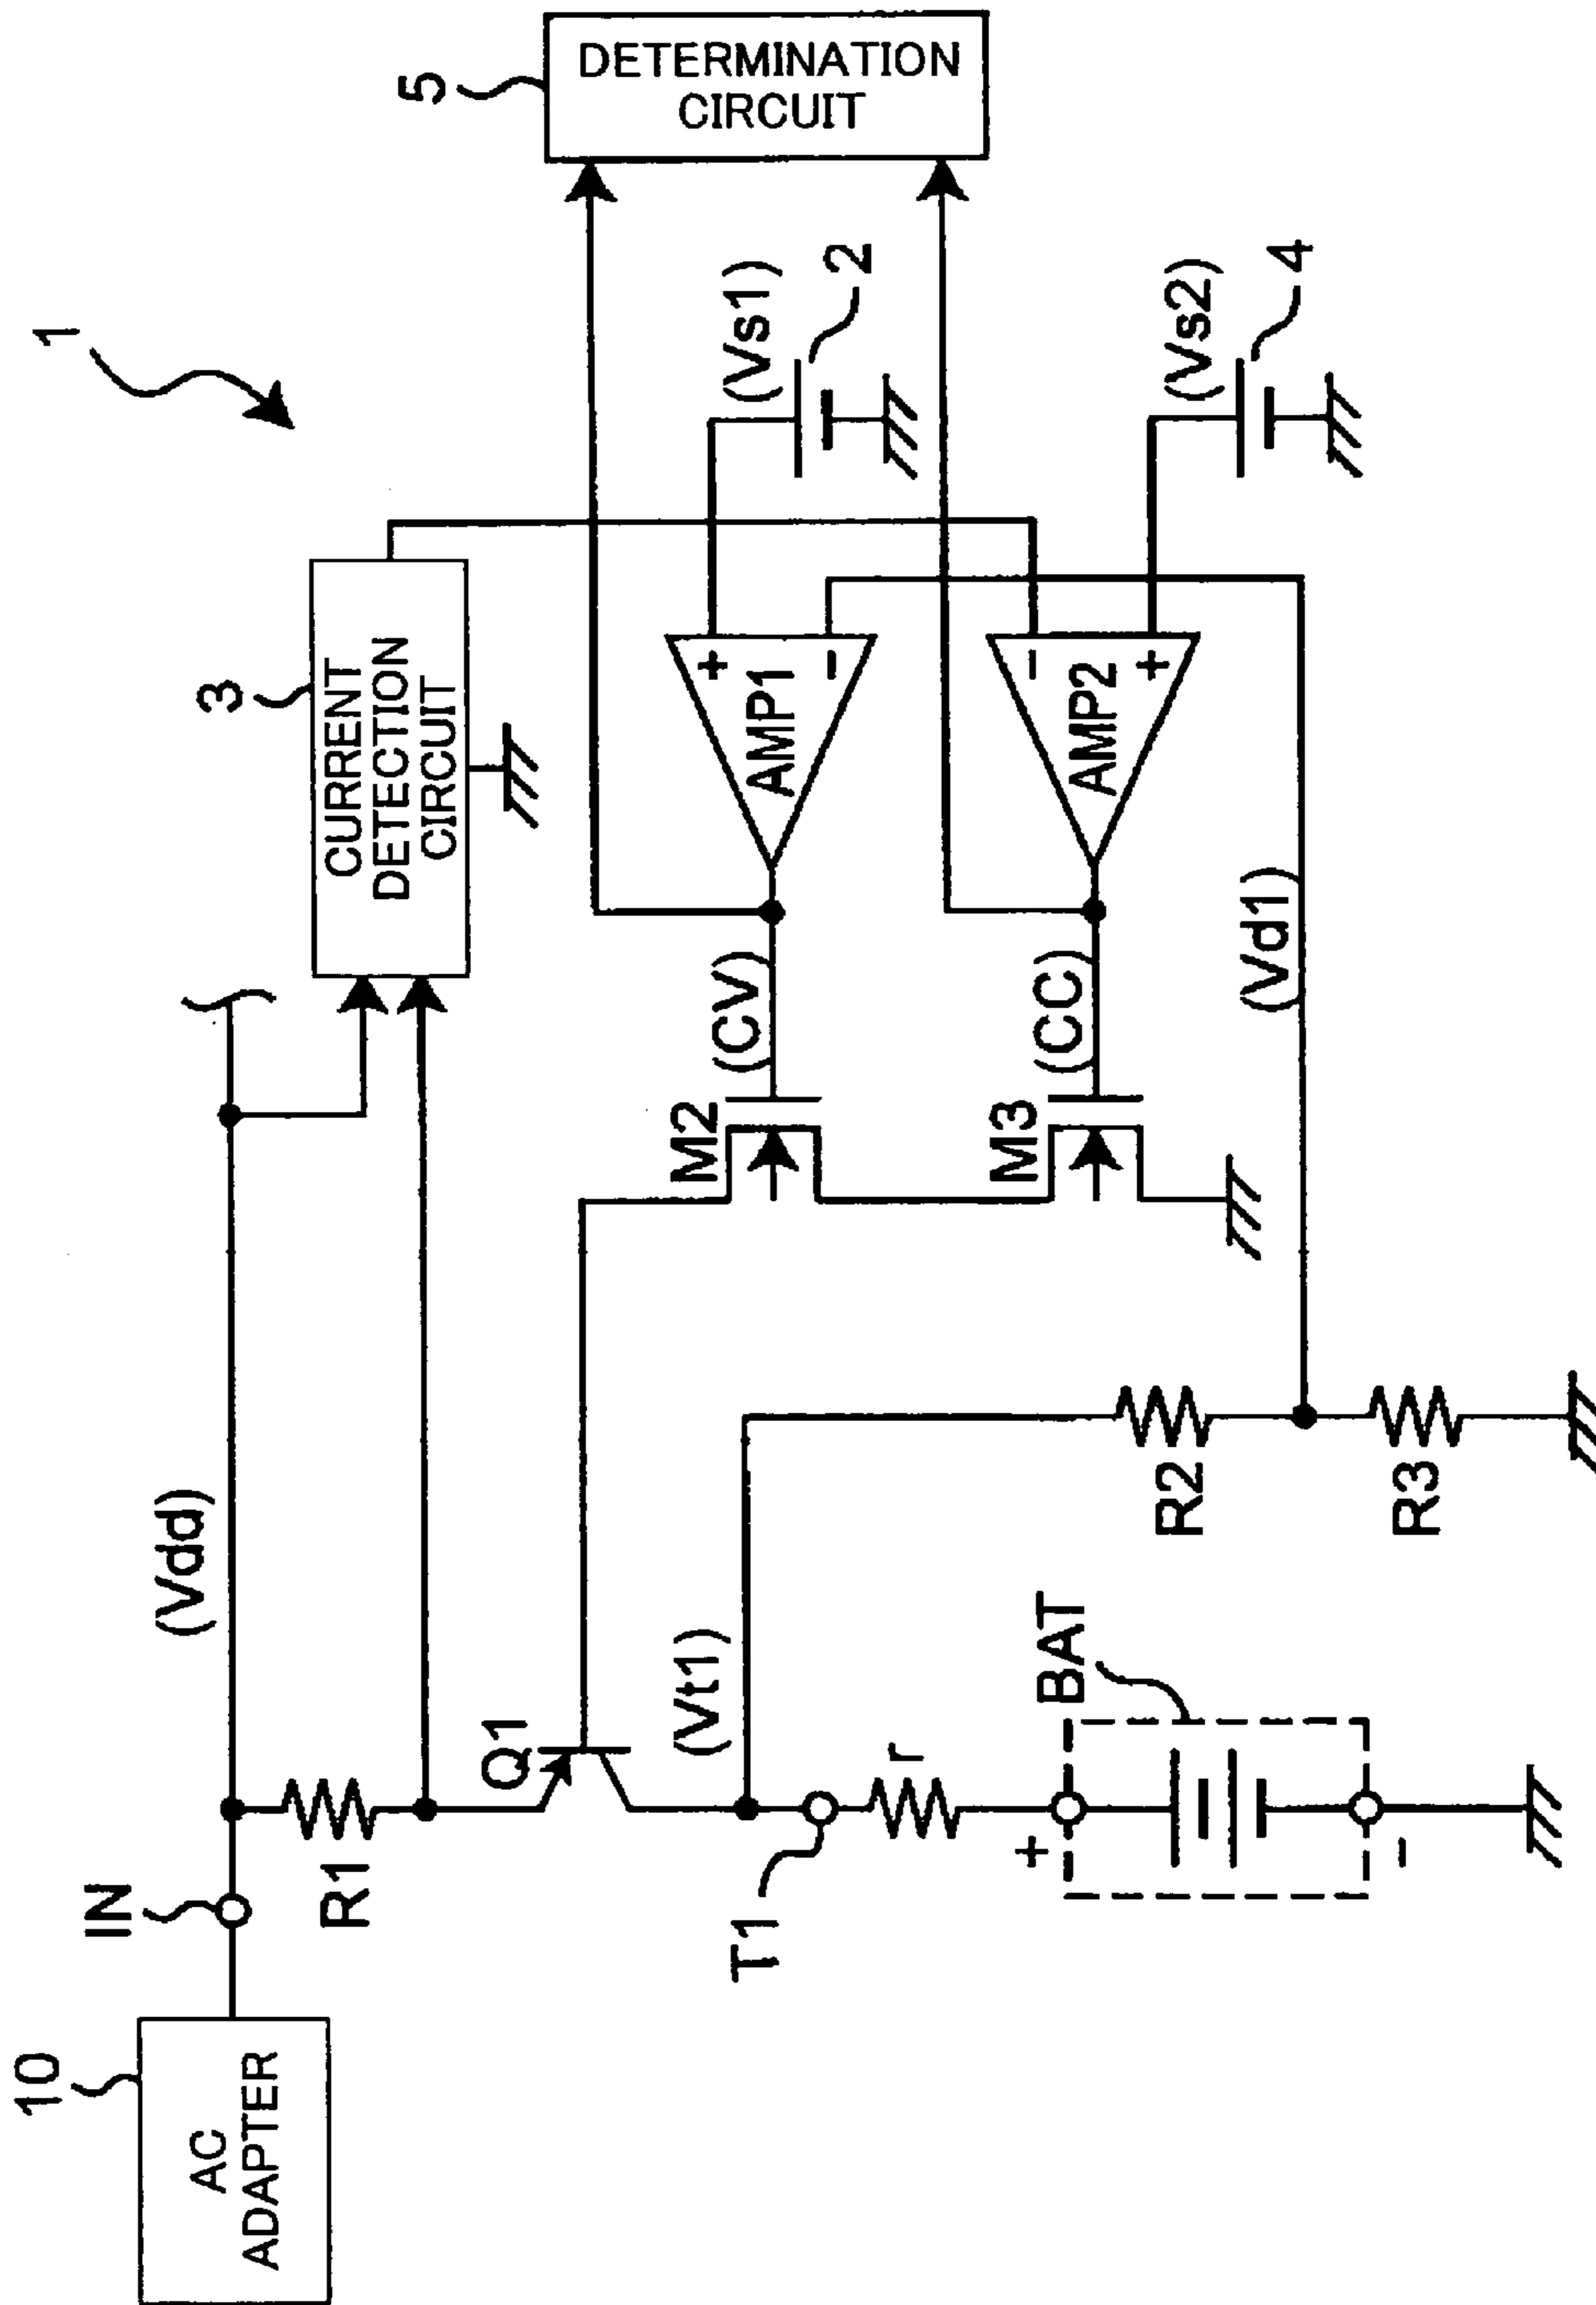 1
10
AC
ADAPTER
IN
(Vdd)
R1
3
CURRENT
DETECTION
CIRCUIT
5
DETERMINATION
CIRCUIT
Q1
(Vt1)
T1
r
+
BAT
-
R2
R3
M2
(CV)
M3
(CC)
AMP1
+
-
(Vs1)
2
AMP2
-
+
(Vs2)
4
(Vd1)